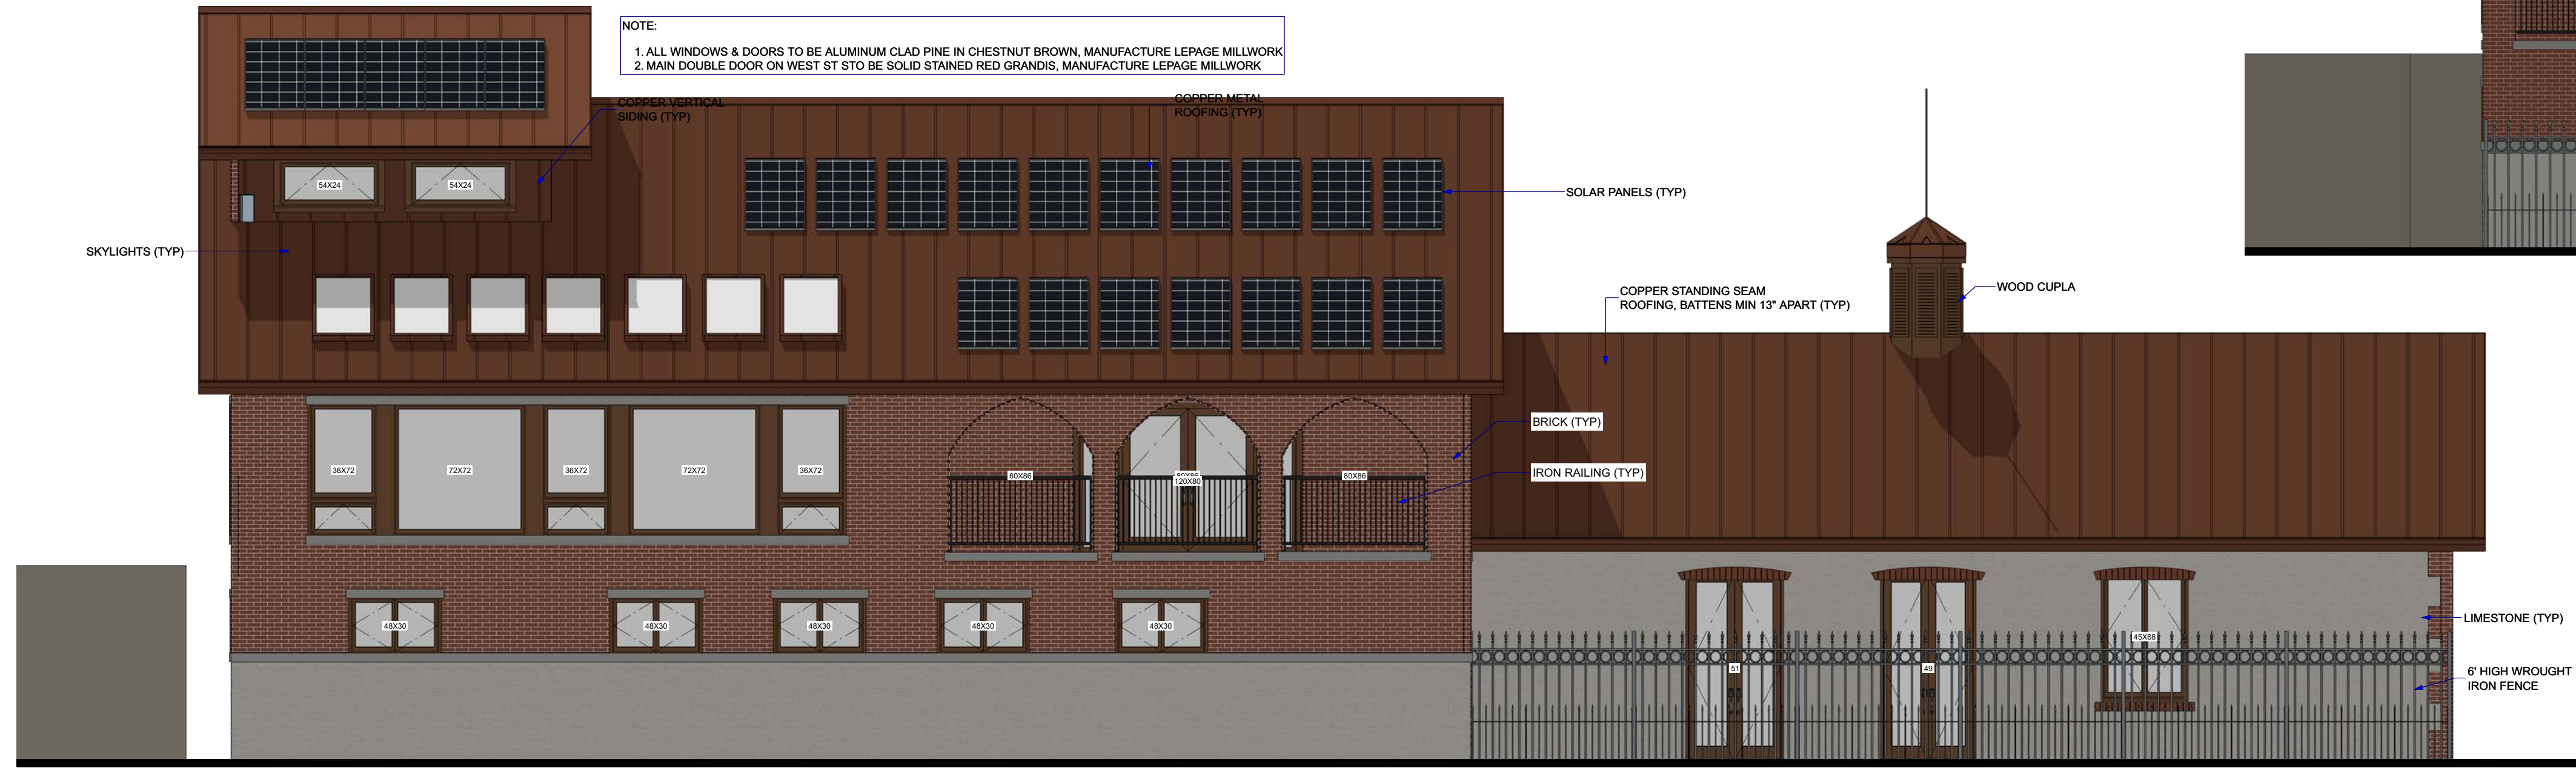 NOTE:
1. ALL WINDOWS & DOORS TO BE ALUMINUM CLAD PINE IN CHESTNUT BROWN, MANUFACTURE LEPAGE MILLWORK
2. MAIN DOUBLE DOOR ON WEST ST STO BE SOLID STAINED RED GRANDIS, MANUFACTURE LEPAGE MILLWORK
COPPER VERTICAL
SIDING (TYP)
COPPER METAL
ROOFING (TYP)
54X24
54X24
SOLAR PANELS (TYP)
SKYLIGHTS (TYP)
COPPER STANDING SEAM
ROOFING, BATTENS MIN 13" APART (TYP)
WOOD CUPLA
BRICK (TYP)
IRON RAILING (TYP)
36X72
72X72
36X72
72X72
36X72
80X86
80X86
120X80
80X86
48X30
48X30
48X30
48X30
48X30
51
49
45X68
LIMESTONE (TYP)
6' HIGH WROUGHT
IRON FENCE